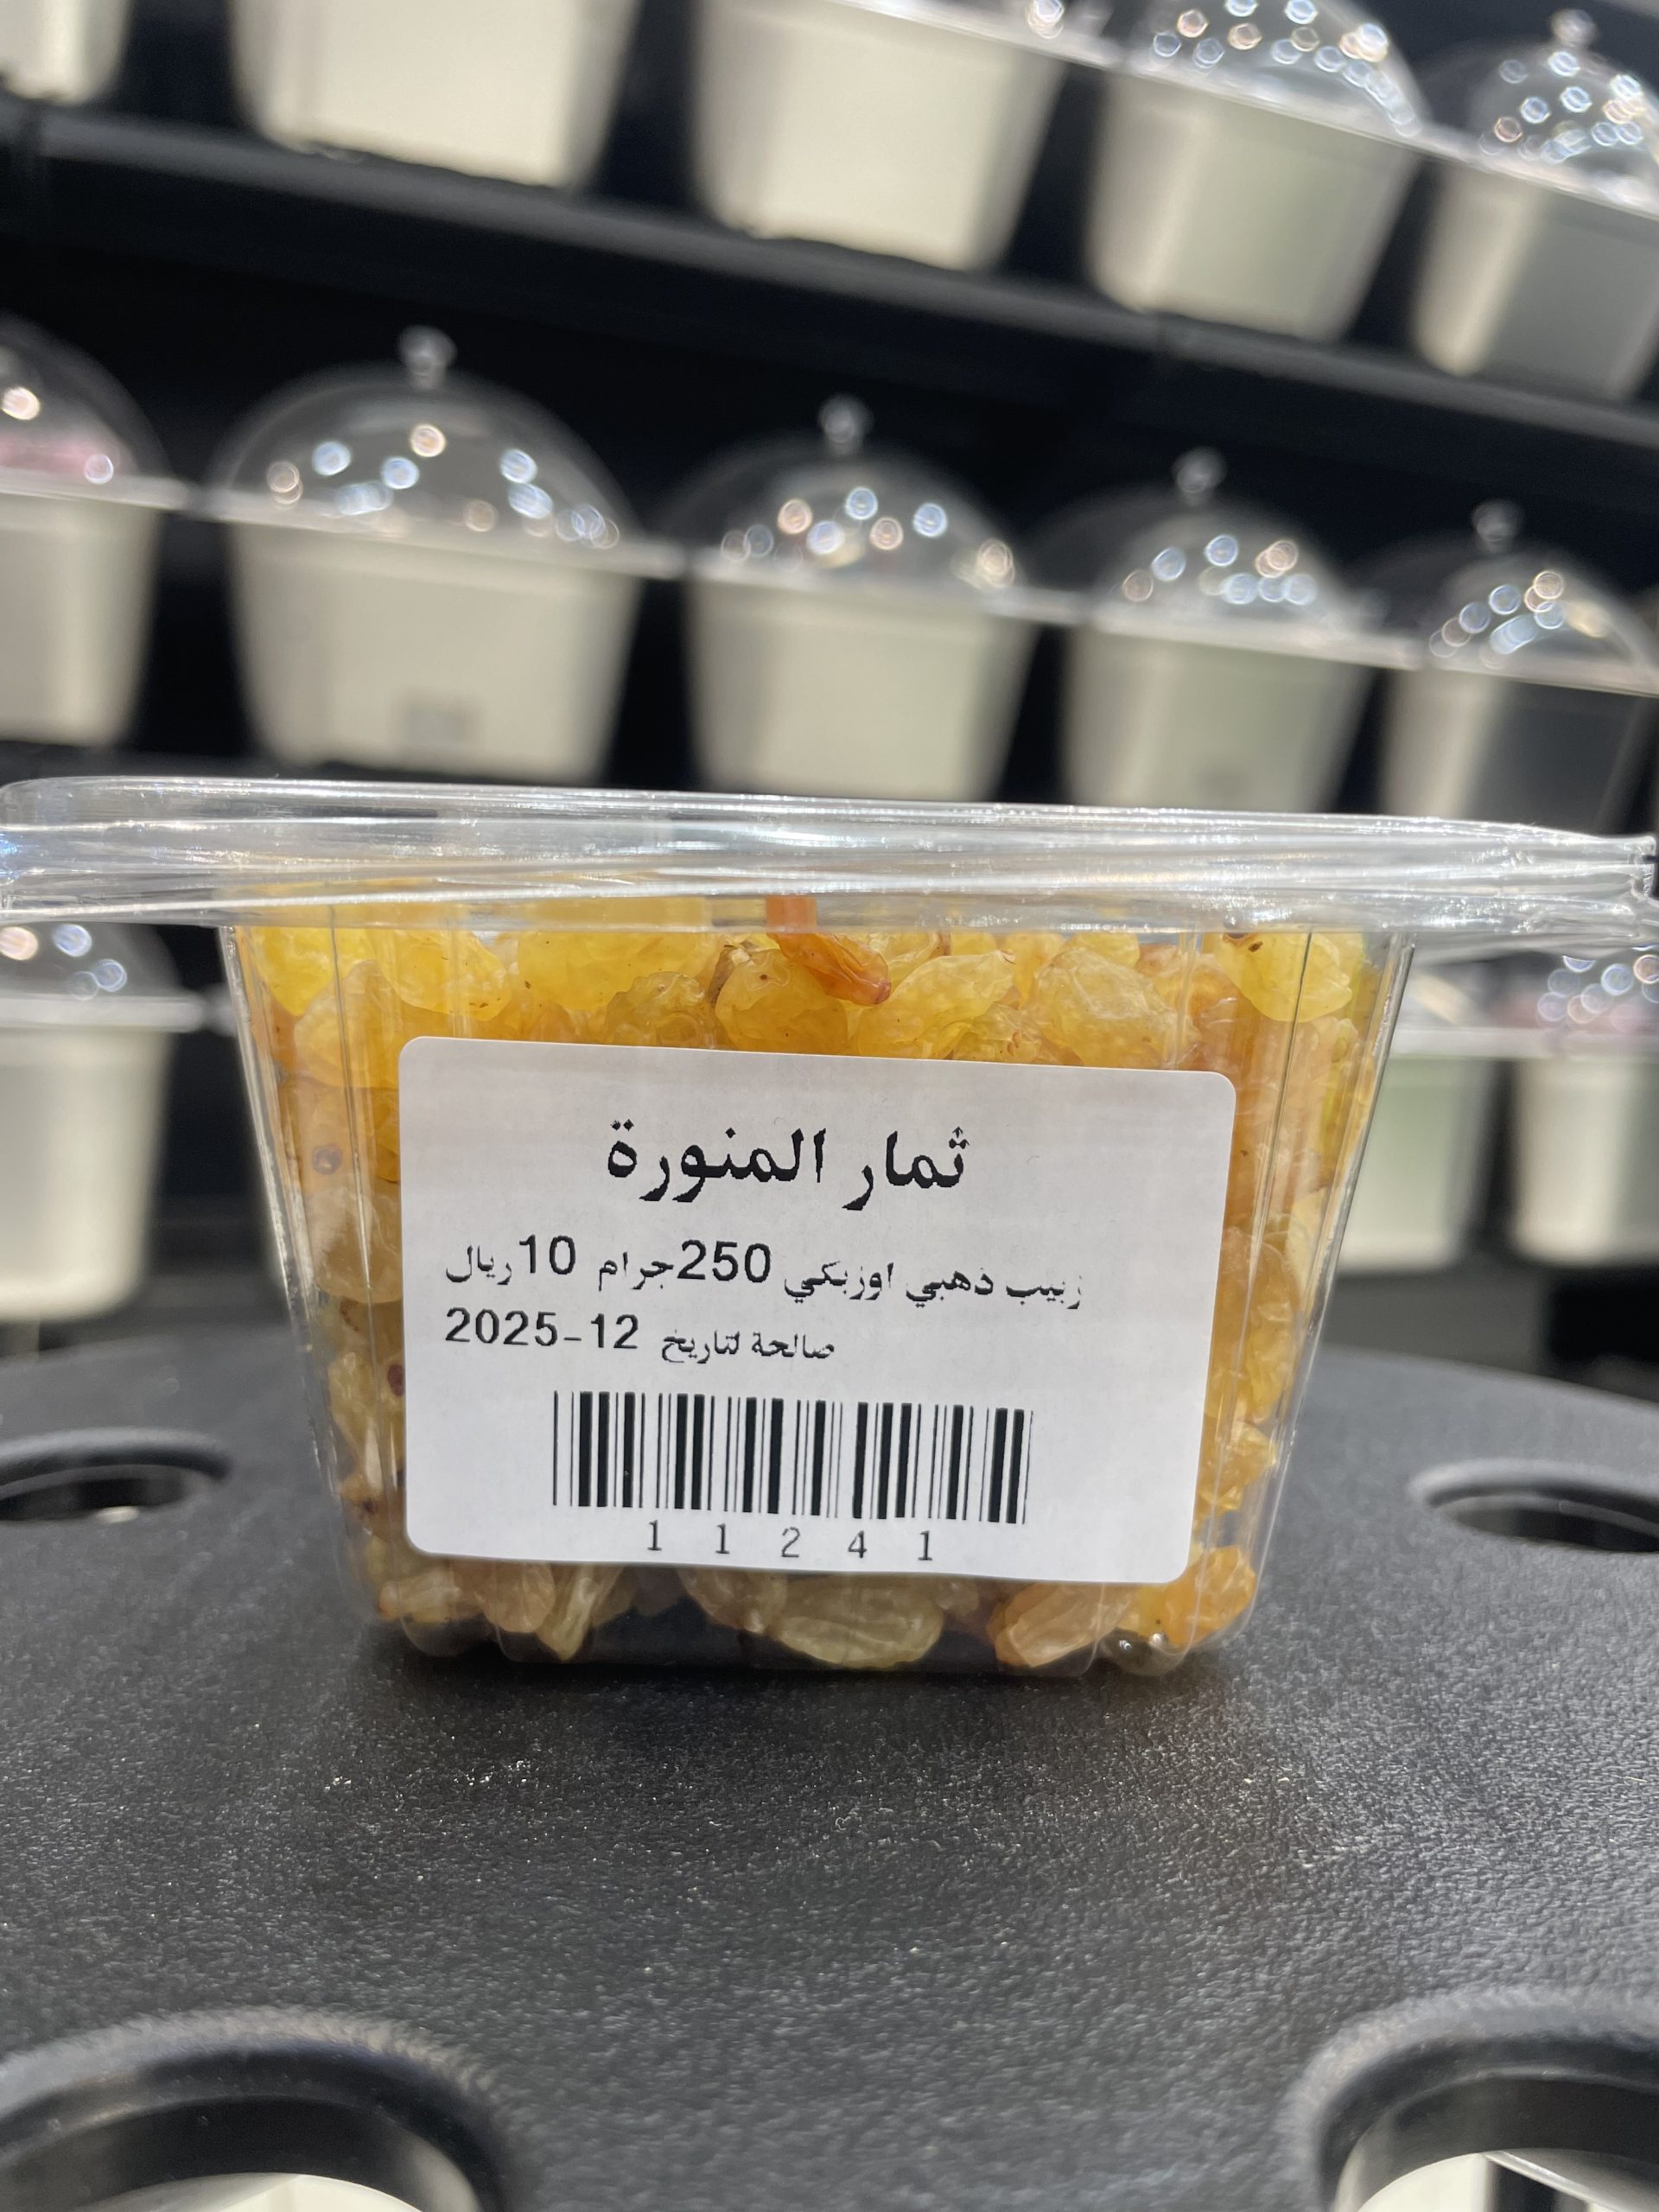 ثمار المنورة
زبيب ذهبي اوزبكي 250جرام 10ريال
صالحة لتاريخ 12-2025
11241